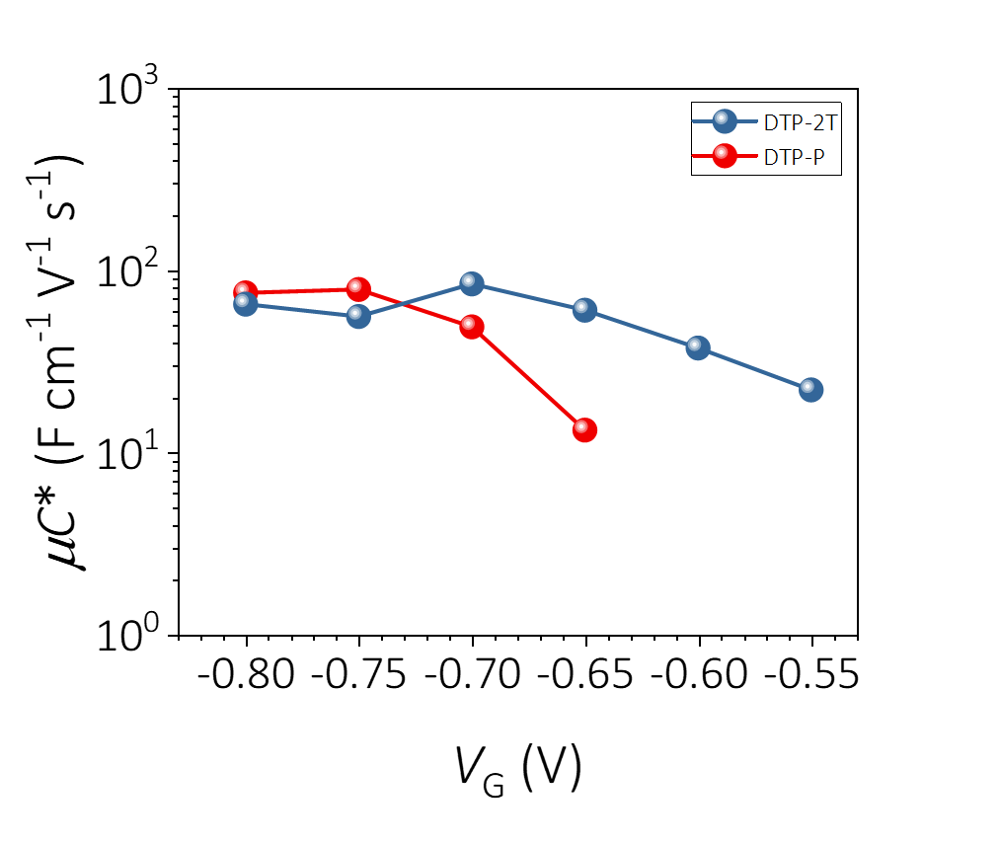 10³
DTP-2T
DTP-P
10²
10¹
10⁰
μC* (F cm⁻¹ V⁻¹ s⁻¹)
-0.80 -0.75 -0.70 -0.65 -0.60 -0.55
V_G (V)